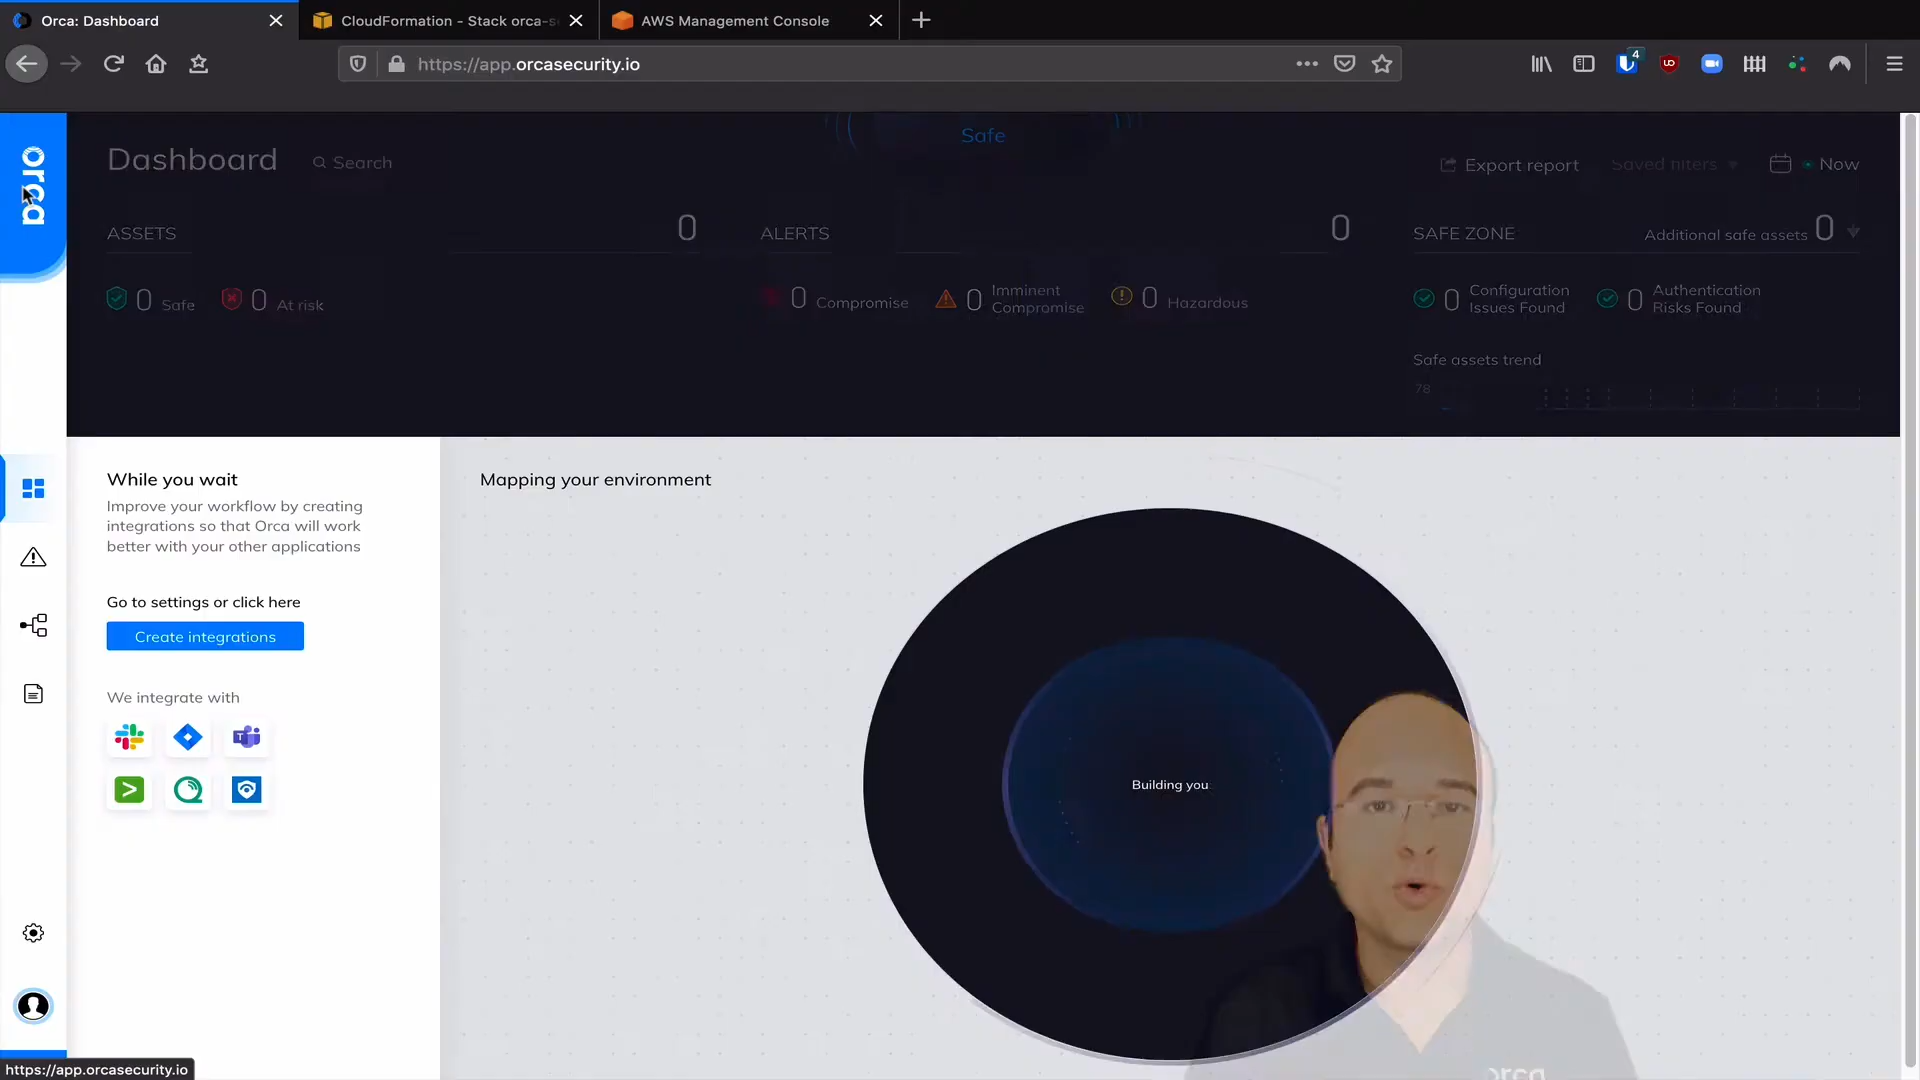 Orca: Dashboard
CloudFormation - Stack orca-s
AWS Management Console
https://app.orcasecurity.io
4
orca
Safe
Dashboard
Search
Export report
Saved filters
Now
ASSETS
0
ALERTS
0
SAFE ZONE
Additional safe assets 0
0 Safe
0 At risk
0 Compromise
0 Imminent
Compromise
0 Hazardous
0 Configuration
Issues Found
0 Authentication
Risks Found
Safe assets trend
78
While you wait
Improve your workflow by creating
integrations so that Orca will work
better with your other applications
Go to settings or click here
Create integrations
We integrate with
Mapping your environment
Building you
orca
https://app.orcasecurity.io